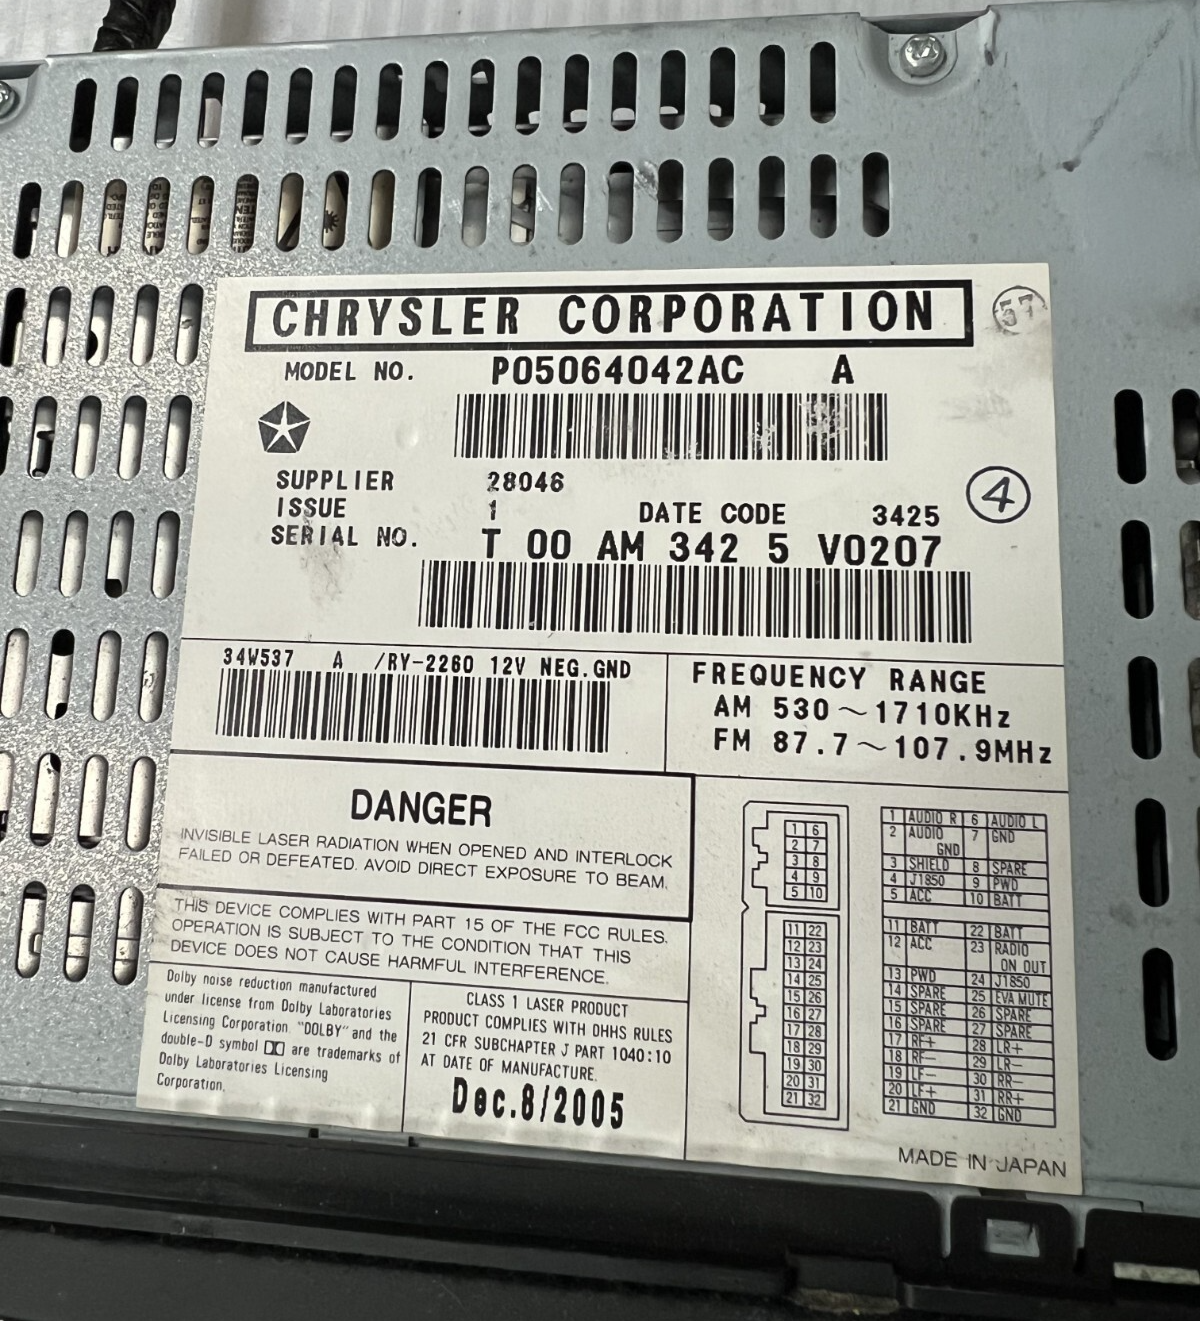 CHRYSLER CORPORATION
57
MODEL NO. P05064042AC A
SUPPLIER 28046
ISSUE 1 DATE CODE 3425
4
SERIAL NO. T 00 AM 342 5 V0207
34W537 A /RY-2260 12V NEG.GND
FREQUENCY RANGE
AM 530~1710KHz
FM 87.7~107.9MHz
DANGER
INVISIBLE LASER RADIATION WHEN OPENED AND INTERLOCK
FAILED OR DEFEATED. AVOID DIRECT EXPOSURE TO BEAM.
THIS DEVICE COMPLIES WITH PART 15 OF THE FCC RULES.
OPERATION IS SUBJECT TO THE CONDITION THAT THIS
DEVICE DOES NOT CAUSE HARMFUL INTERFERENCE.
Dolby noise reduction manufactured
under license from Dolby Laboratories
Licensing Corporation. "DOLBY" and the
double-D symbol are trademarks of
Dolby Laboratories Licensing
Corporation.
CLASS 1 LASER PRODUCT
PRODUCT COMPLIES WITH DHHS RULES
21 CFR SUBCHAPTER J PART 1040:10
AT DATE OF MANUFACTURE.
Dec.8/2005
1 6
2 7
3 8
4 9
5 10
11 22
12 23
13 24
14 25
15 26
16 27
17 28
18 29
19 30
20 31
21 32
1 AUDIO R 6 AUDIO L
2 AUDIO 7 GND
GND
3 SHIELD 8 SPARE
4 J1850 9 PWD
5 ACC 10 BATT
11 BATT 22 BATT
12 ACC 23 RADIO
ON OUT
13 PWD 24 J1850
14 SPARE 25 EVA MUTE
15 SPARE 26 SPARE
16 SPARE 27 SPARE
17 RF+ 28 LR+
18 RF- 29 LR-
19 LF- 30 RR-
20 LF+ 31 RR+
21 GND 32 GND
MADE IN JAPAN